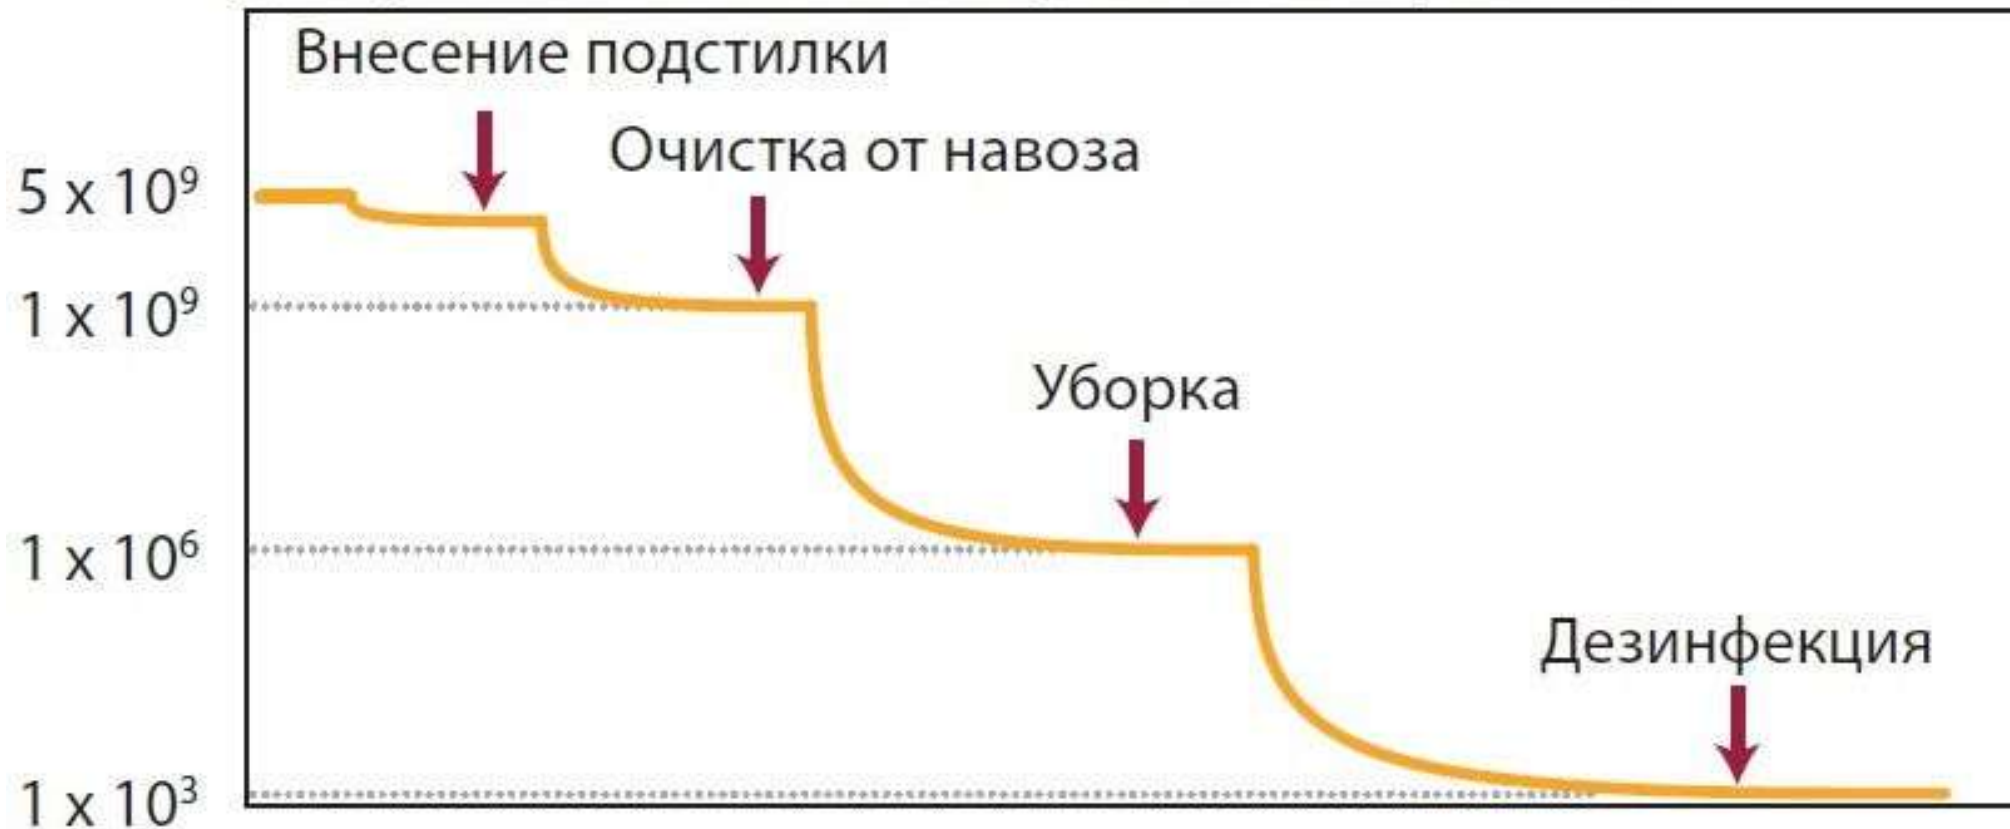 Внесение подстилки
Очистка от навоза
5 x 10⁹
1 x 10⁹
Уборка
1 x 10⁶
Дезинфекция
1 x 10³